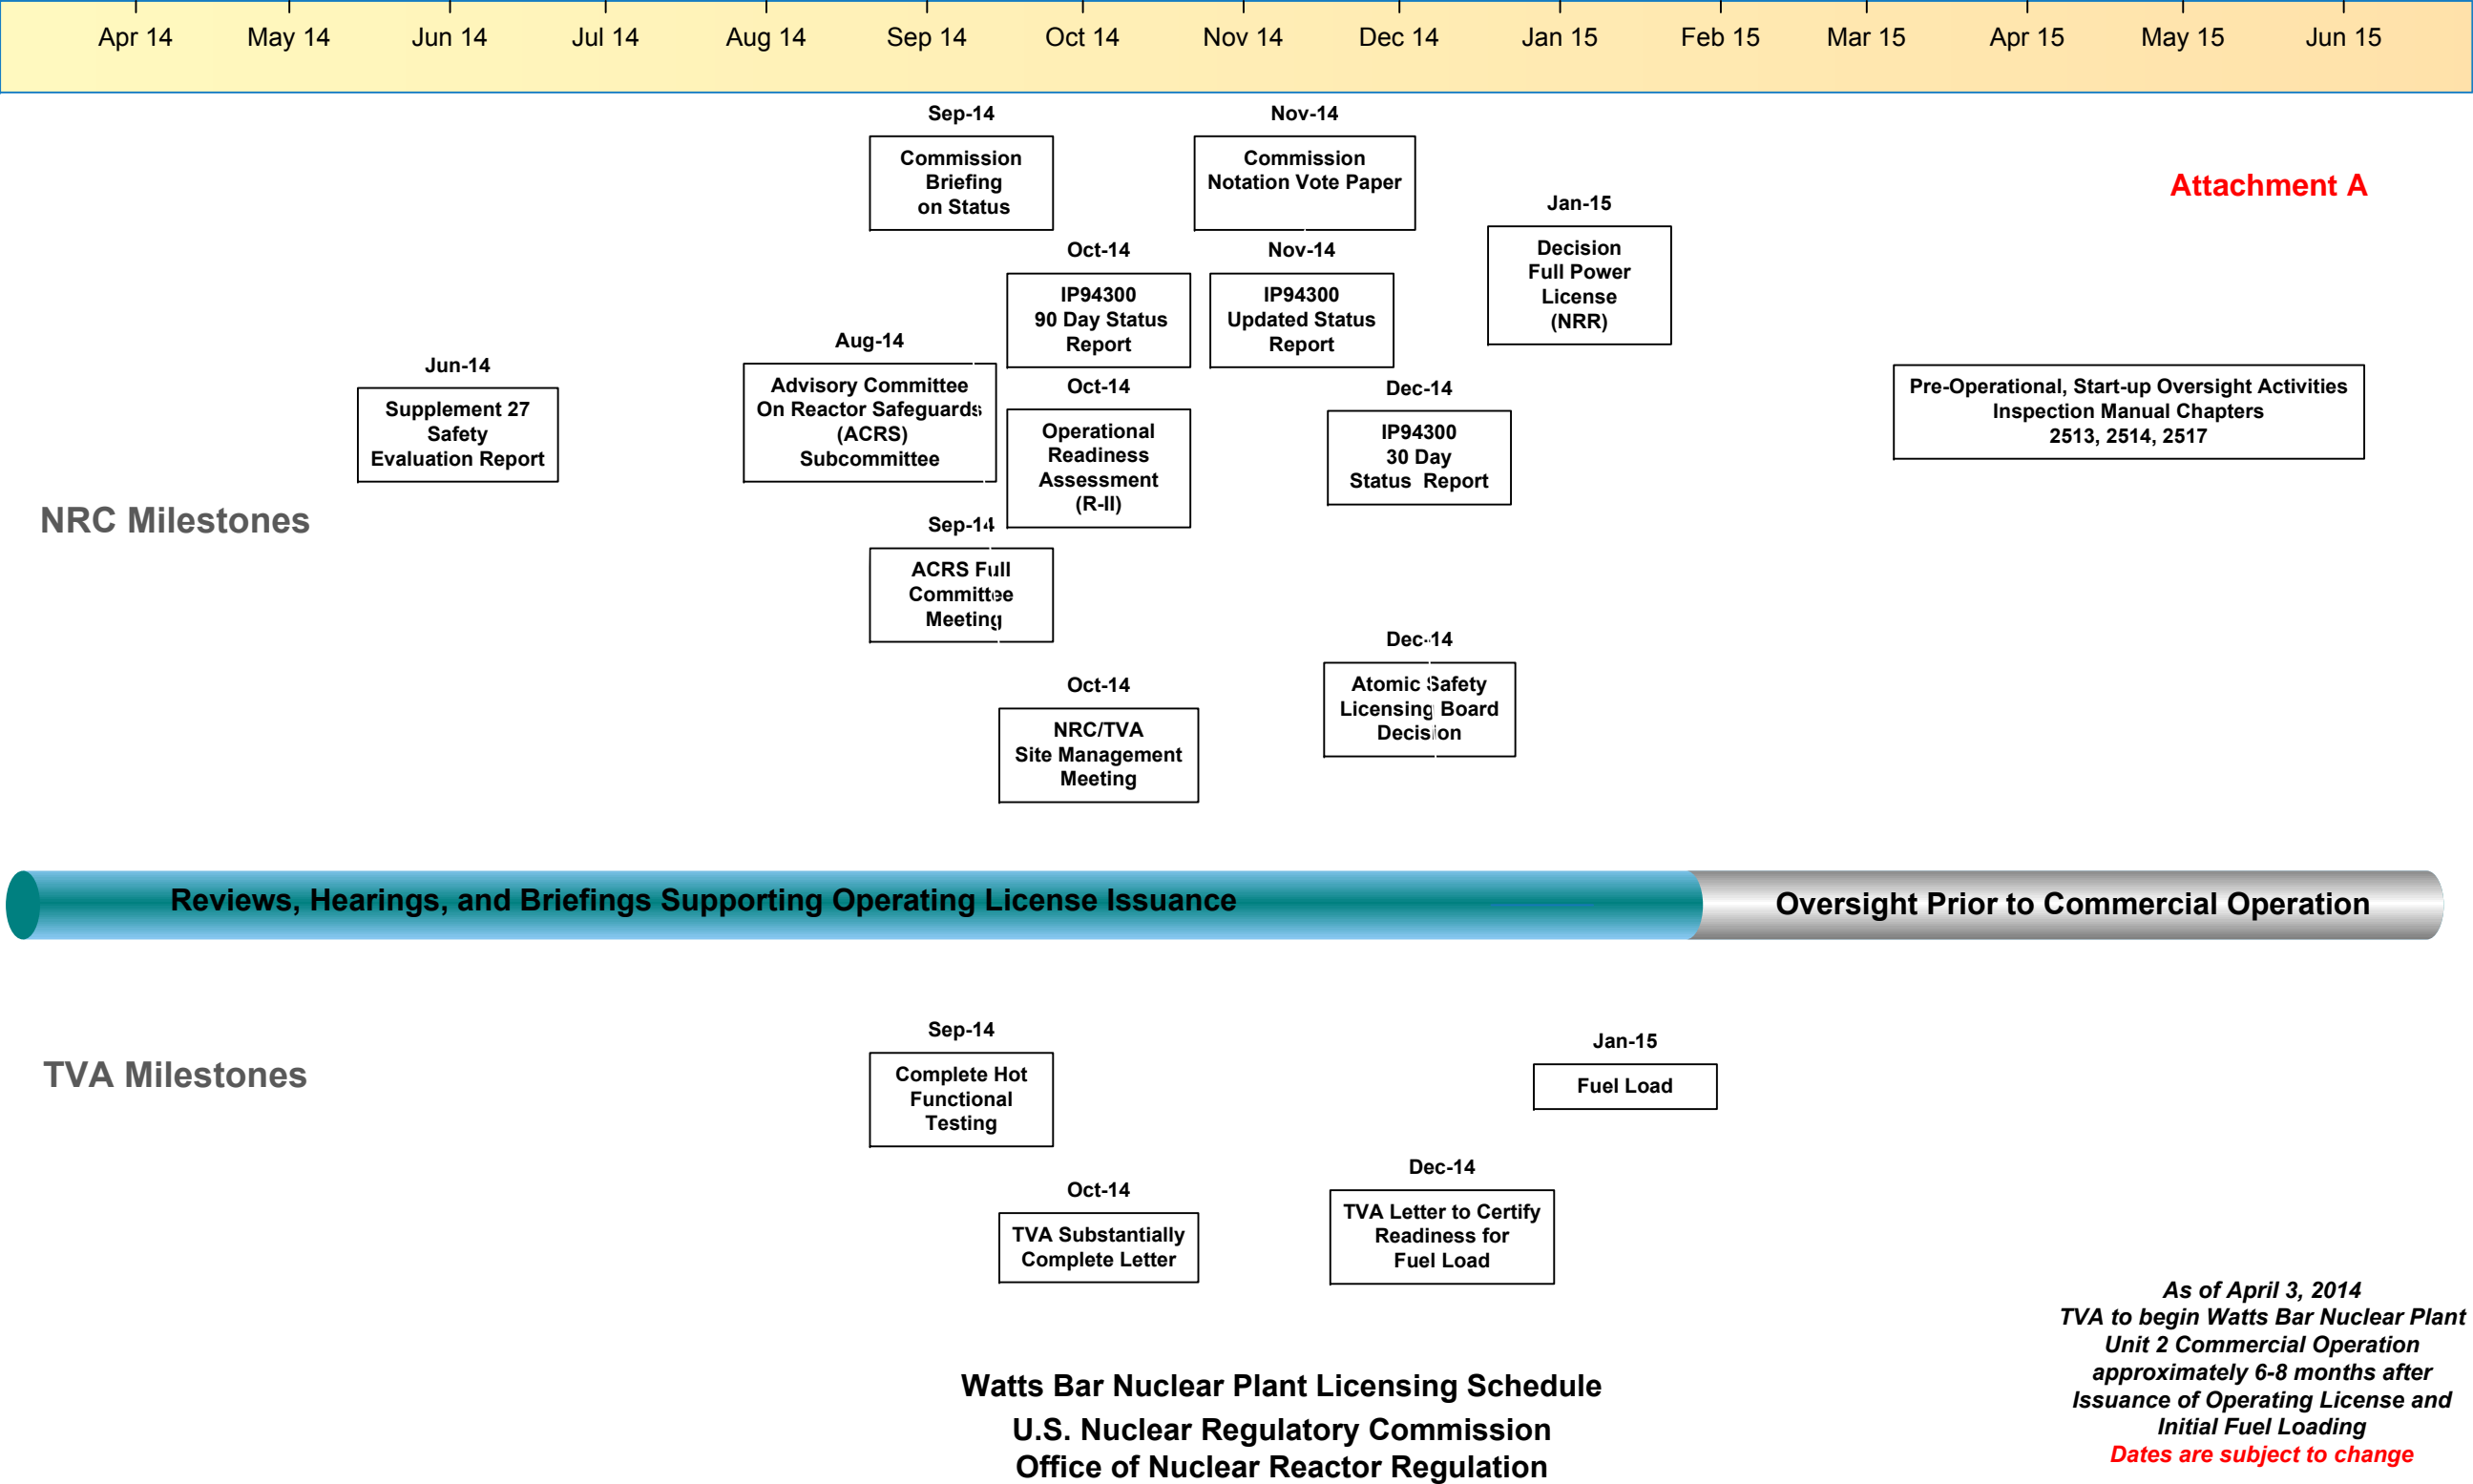 Apr 14 May 14 Jun 14 Jul 14 Aug 14 Sep 14 Oct 14 Nov 14 Dec 14 Jan 15 Feb 15 Mar 15 Apr 15 May 15 Jun 15
Sep-14
Commission
Briefing
on Status
Nov-14
Commission
Notation Vote Paper
Attachment A
Jan-15
Decision
Full Power
License
(NRR)
Oct-14
IP94300
90 Day Status
Report
Nov-14
IP94300
Updated Status
Report
Aug-14
Advisory Committee
On Reactor Safeguards
(ACRS)
Subcommittee
Jun-14
Supplement 27
Safety
Evaluation Report
Oct-14
Operational
Readiness
Assessment
(R-II)
Dec-14
IP94300
30 Day
Status Report
Pre-Operational, Start-up Oversight Activities
Inspection Manual Chapters
2513, 2514, 2517
NRC Milestones
Sep-14
ACRS Full
Committee
Meeting
Dec-14
Atomic Safety
Licensing Board
Decision
Oct-14
NRC/TVA
Site Management
Meeting
Reviews, Hearings, and Briefings Supporting Operating License Issuance
Oversight Prior to Commercial Operation
TVA Milestones
Sep-14
Complete Hot
Functional
Testing
Jan-15
Fuel Load
Oct-14
TVA Substantially
Complete Letter
Dec-14
TVA Letter to Certify
Readiness for
Fuel Load
Watts Bar Nuclear Plant Licensing Schedule
U.S. Nuclear Regulatory Commission
Office of Nuclear Reactor Regulation
As of April 3, 2014
TVA to begin Watts Bar Nuclear Plant
Unit 2 Commercial Operation
approximately 6-8 months after
Issuance of Operating License and
Initial Fuel Loading
Dates are subject to change